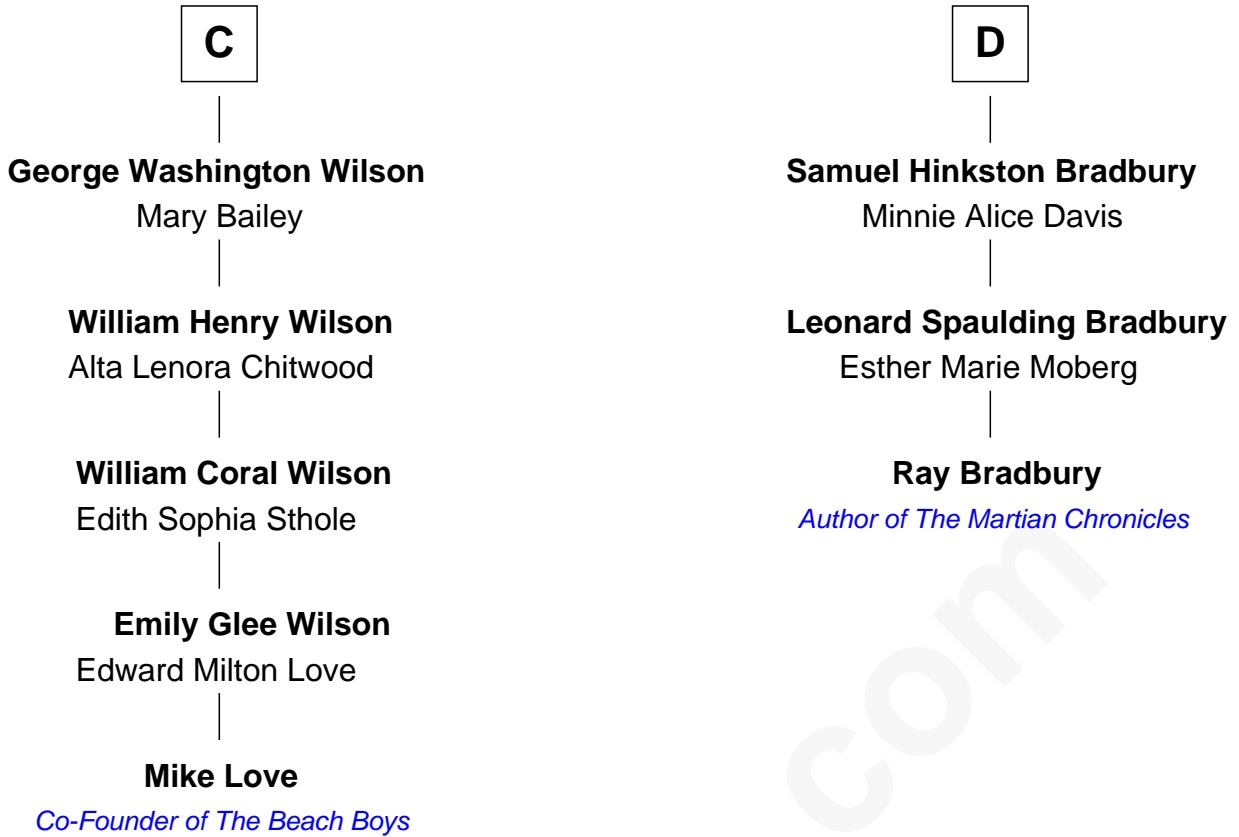 C
George Washington Wilson
Mary Bailey
William Henry Wilson
Alta Lenora Chitwood
William Coral Wilson
Edith Sophia Sthole
Emily Glee Wilson
Edward Milton Love
Mike Love
Co-Founder of The Beach Boys
D
Samuel Hinkston Bradbury
Minnie Alice Davis
Leonard Spaulding Bradbury
Esther Marie Moberg
Ray Bradbury
Author of The Martian Chronicles
com